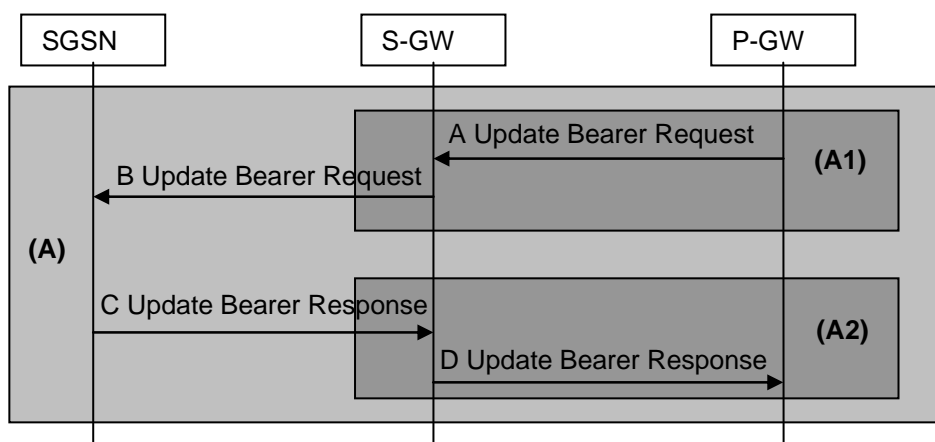 SGSN
S-GW
P-GW
A Update Bearer Request
(A1)
B Update Bearer Request
(A)
C Update Bearer Response
(A2)
D Update Bearer Response